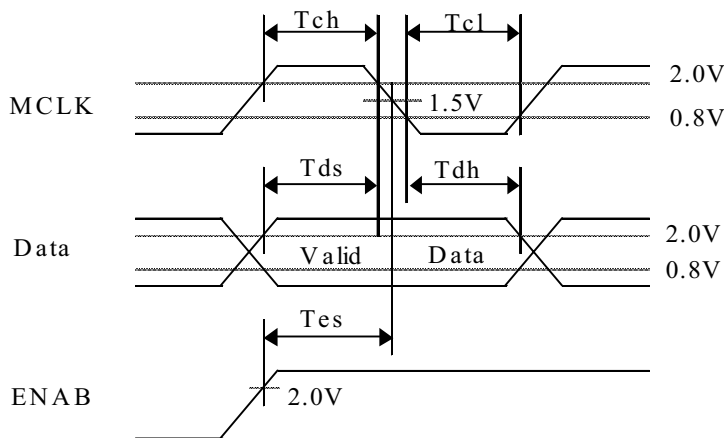 Tch Tcl
2.0V
MCLK 1.5V
0.8V
Tds Tdh
Data 2.0V
Valid Data
0.8V
Tes
ENAB 2.0V